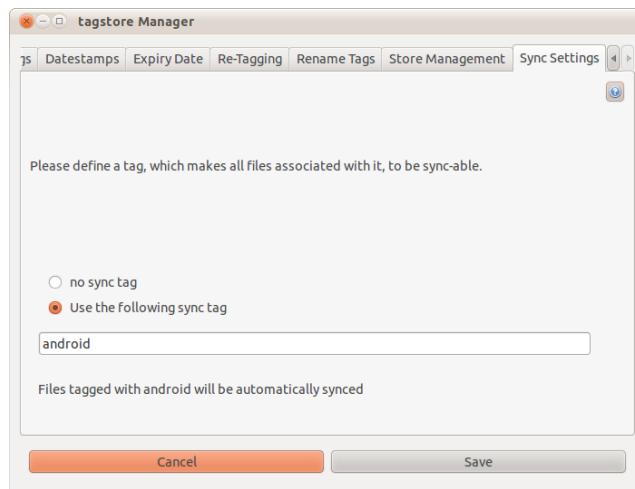 tagstore Manager
gs Datestamps Expiry Date Re-Tagging Rename Tags Store Management Sync Settings
Please define a tag, which makes all files associated with it, to be sync-able.
no sync tag
Use the following sync tag
android
Files tagged with android will be automatically synced
Cancel Save